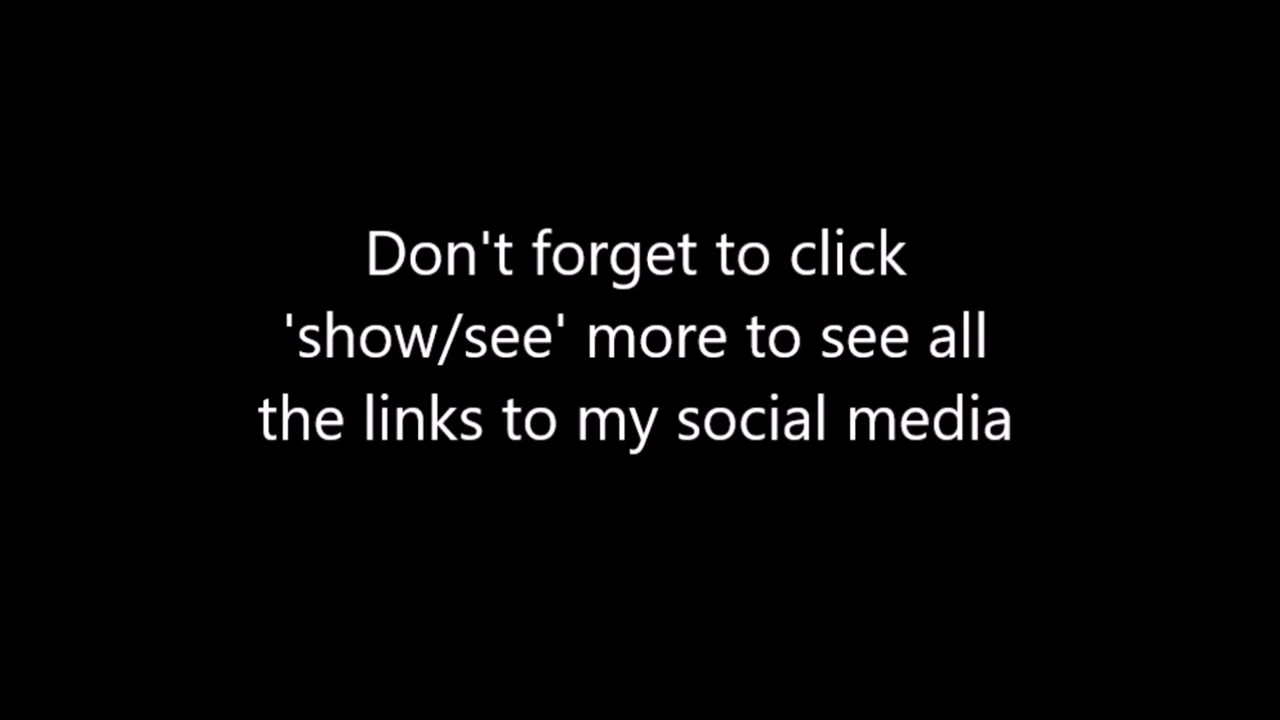 Don't forget to click
'show/see' more to see all
the links to my social media